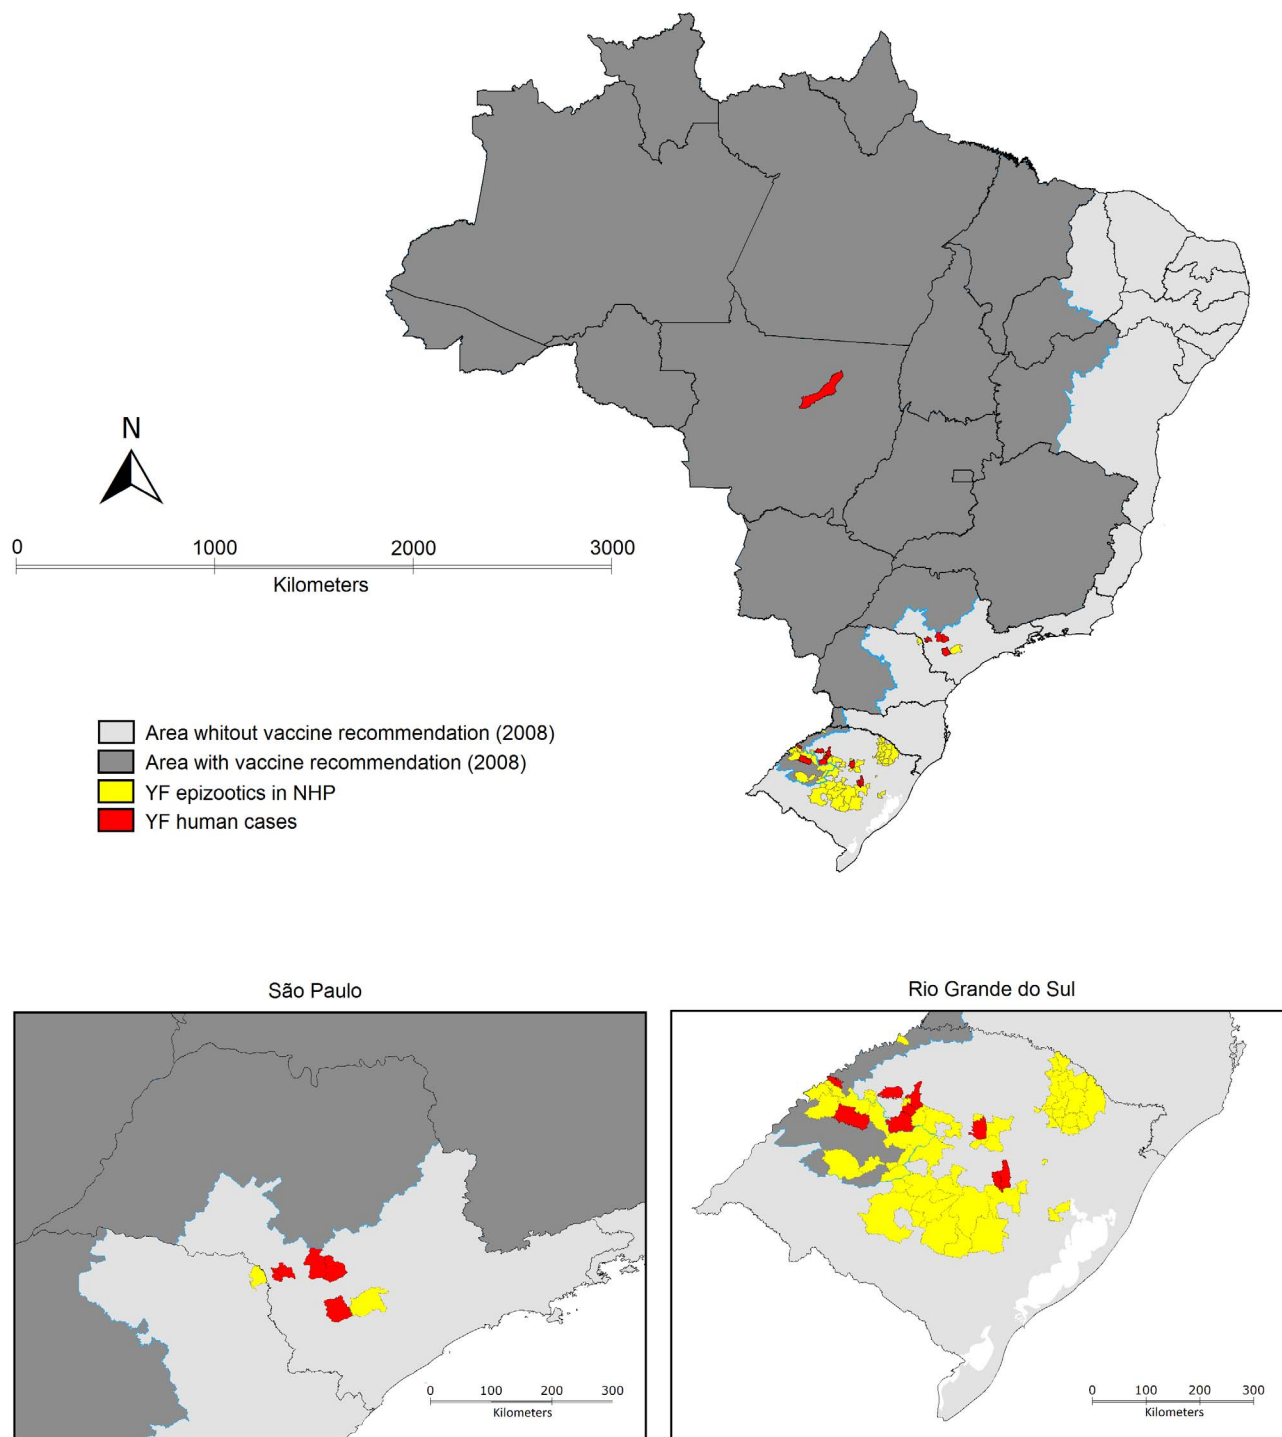 N
0 1000 2000 3000
Kilometers
Area whitout vaccine recommendation (2008)
Area with vaccine recommendation (2008)
YF epizootics in NHP
YF human cases
São Paulo
0 100 200 300
Kilometers
Rio Grande do Sul
0 100 200 300
Kilometers